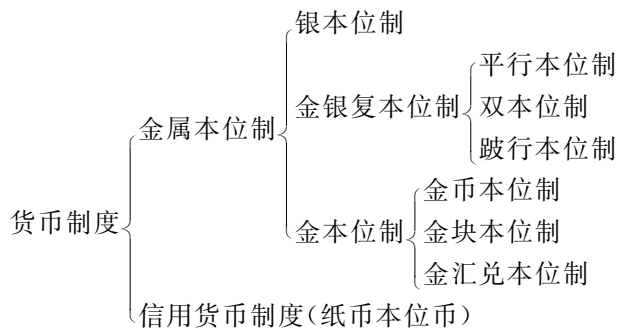 银本位制
平行本位制
金银复本位制
双本位制
金属本位制
跛行本位制
金币本位制
货币制度
金本位制
金块本位制
金汇兑本位制
信用货币制度(纸币本位币)